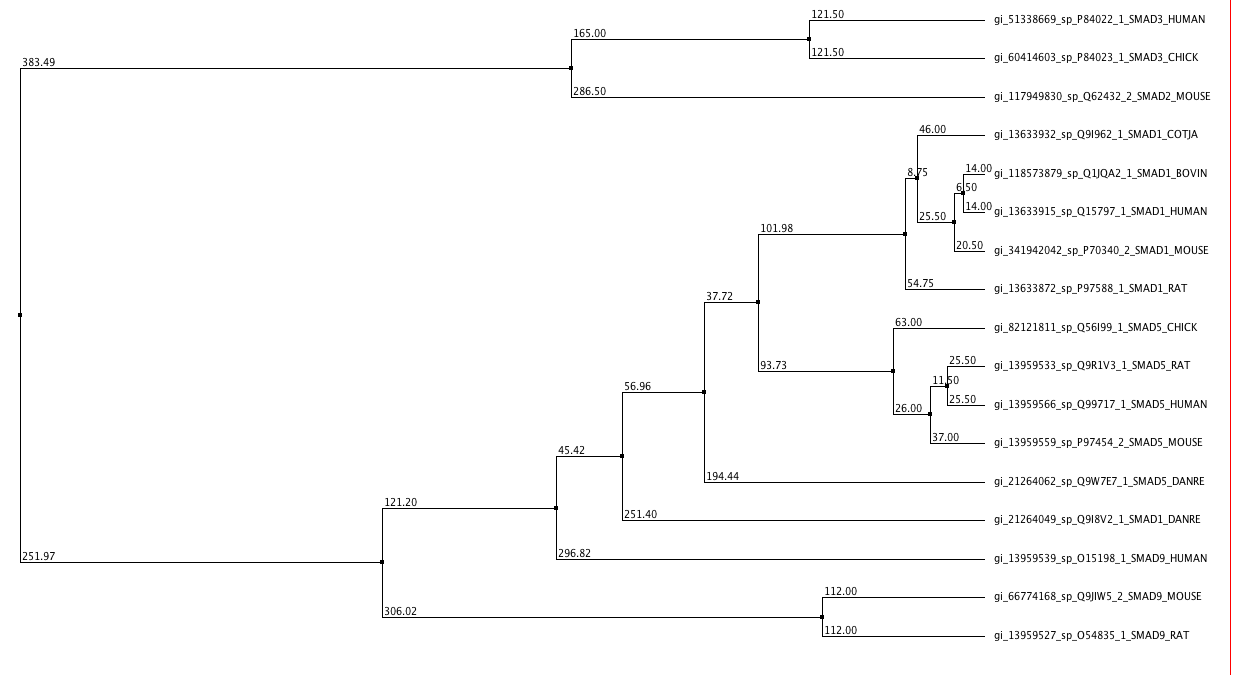 121.50 gi_51338669_sp_P84022_1_SMAD3_HUMAN
165.00
121.50 gi_60414603_sp_P84023_1_SMAD3_CHICK
383.49
286.50 gi_117949830_sp_Q62432_2_SMAD2_MOUSE
46.00 gi_13633932_sp_Q9I962_1_SMAD1_COTJA
8.75 14.00 gi_118573879_sp_Q1JQA2_1_SMAD1_BOVIN
6.50
25.50 14.00 gi_13633915_sp_Q15797_1_SMAD1_HUMAN
101.98
20.50 gi_341942042_sp_P70340_2_SMAD1_MOUSE
54.75 gi_13633872_sp_P97588_1_SMAD1_RAT
37.72
63.00 gi_82121811_sp_Q56I99_1_SMAD5_CHICK
93.73 25.50 gi_13959533_sp_Q9R1V3_1_SMAD5_RAT
56.96 11.50
26.00 25.50 gi_13959566_sp_Q99717_1_SMAD5_HUMAN
37.00 gi_13959559_sp_P97454_2_SMAD5_MOUSE
45.42
194.44 gi_21264062_sp_Q9W7E7_1_SMAD5_DANRE
121.20
251.40 gi_21264049_sp_Q9I8V2_1_SMAD1_DANRE
251.97 296.82 gi_13959539_sp_O15198_1_SMAD9_HUMAN
112.00 gi_66774168_sp_Q9JIW5_2_SMAD9_MOUSE
306.02
112.00 gi_13959527_sp_O54835_1_SMAD9_RAT